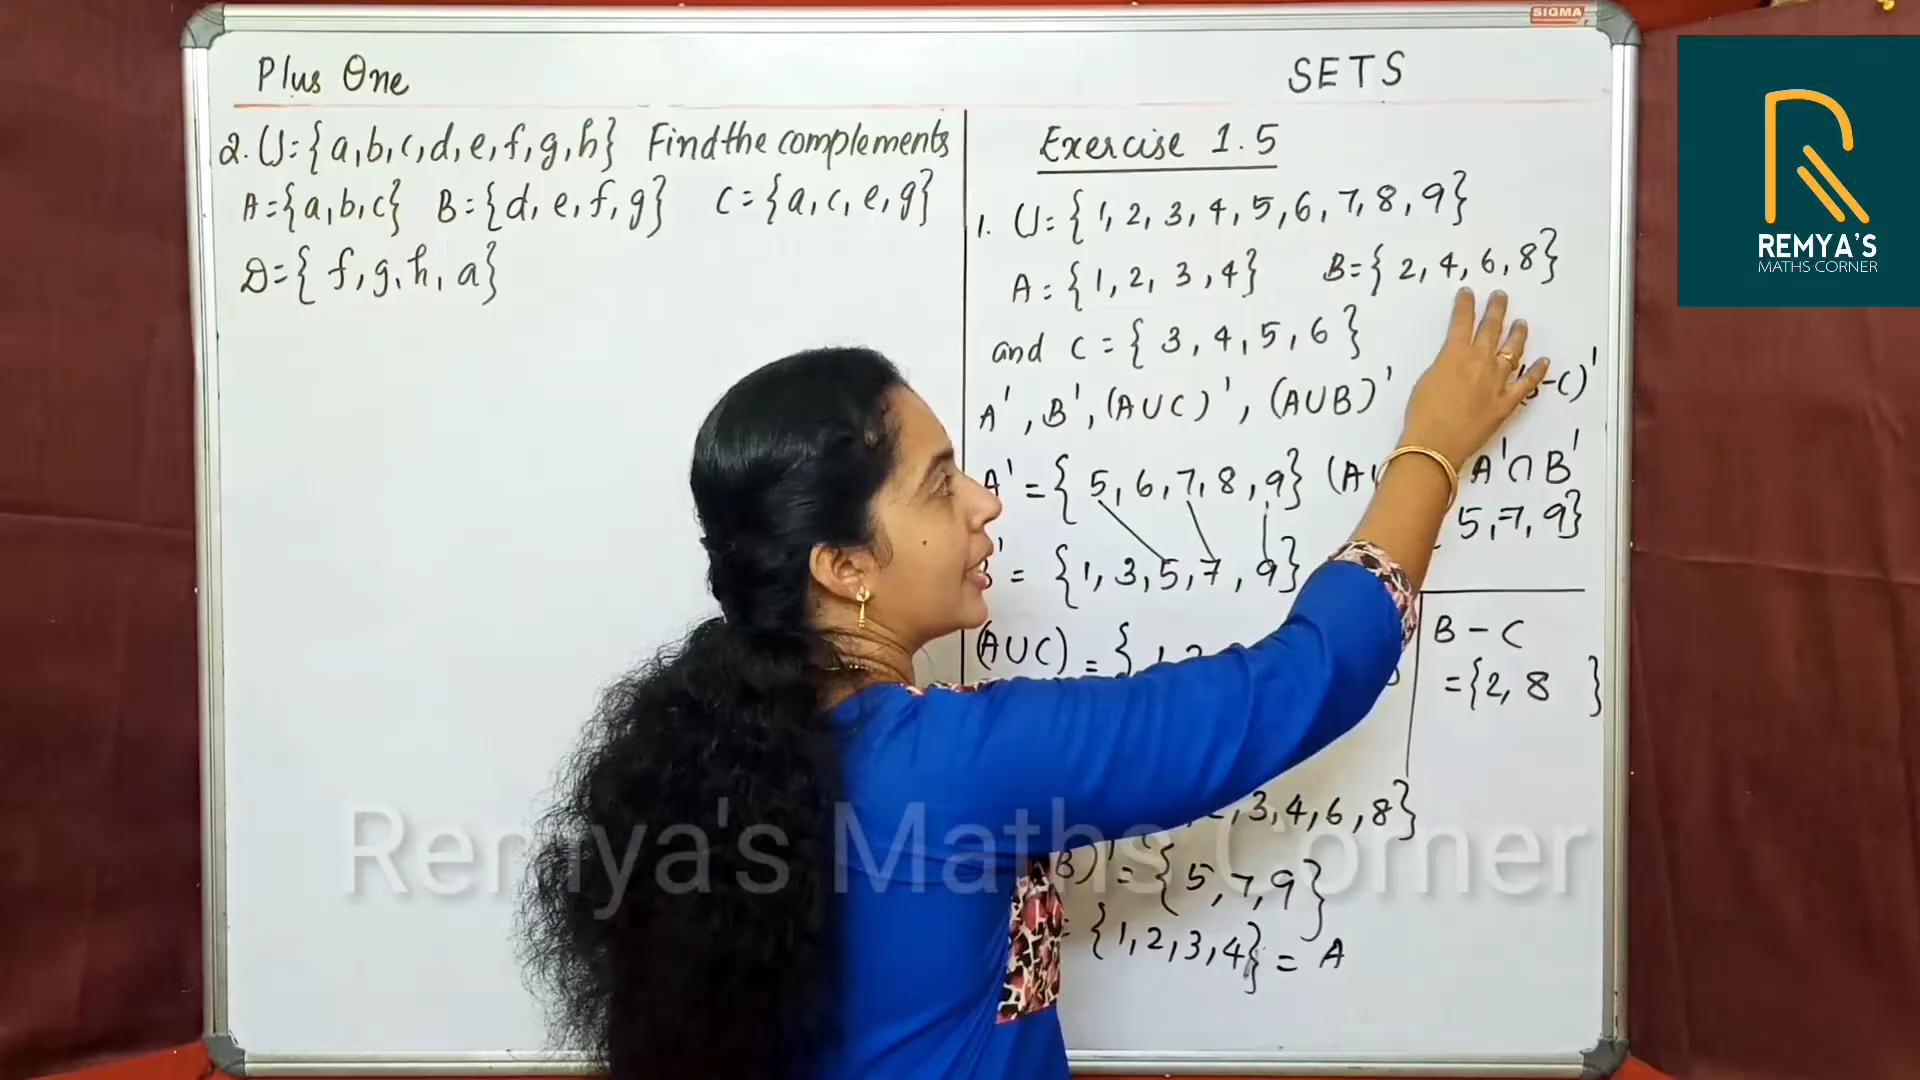 SIGMA
Plus One
SETS
2. U={a,b,c,d,e,f,g,h} Find the complements
A={a,b,c} B={d,e,f,g} C={a,c,e,g}
D={f,g,h,a}
Exercise 1.5
1. U={1,2,3,4,5,6,7,8,9}
A={1,2,3,4} B={2,4,6,8}
and C={3,4,5,6}
A', B', (A∪C)', (A∪B)' -C)'
A'={5,6,7,8,9} (A A'∩B'
5,7,9}
'={1,3,5,7,9}
(A∪C)={
B-C
={2,8}
,3,4,6,8}
B)'={5,7,9}
={1,2,3,4}=A
REMYA'S
MATHS CORNER
Remya's Maths Corner